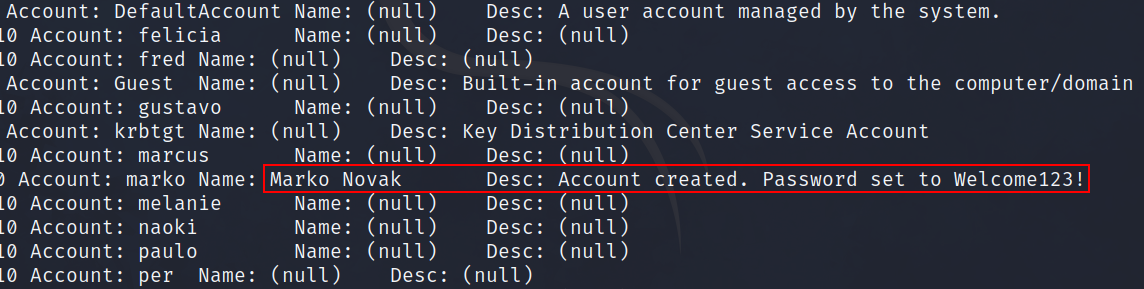 Account: DefaultAccount Name: (null) Desc: A user account managed by the system.
10 Account: felicia Name: (null) Desc: (null)
10 Account: fred Name: (null) Desc: (null)
Account: Guest Name: (null) Desc: Built-in account for guest access to the computer/domain
10 Account: gustavo Name: (null) Desc: (null)
Account: krbtgt Name: (null) Desc: Key Distribution Center Service Account
10 Account: marcus Name: (null) Desc: (null)
0 Account: marko Name: Marko Novak Desc: Account created. Password set to Welcome123!
10 Account: melanie Name: (null) Desc: (null)
10 Account: naoki Name: (null) Desc: (null)
10 Account: paulo Name: (null) Desc: (null)
10 Account: per Name: (null) Desc: (null)